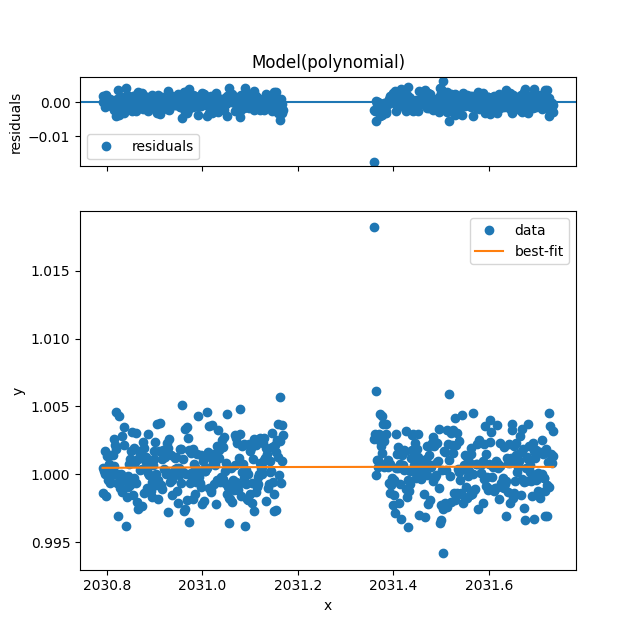 Model(polynomial)
residuals
0.00
−0.01
residuals
y
1.015
1.010
1.005
1.000
0.995
data
best-fit
2030.8 2031.0 2031.2 2031.4 2031.6
x